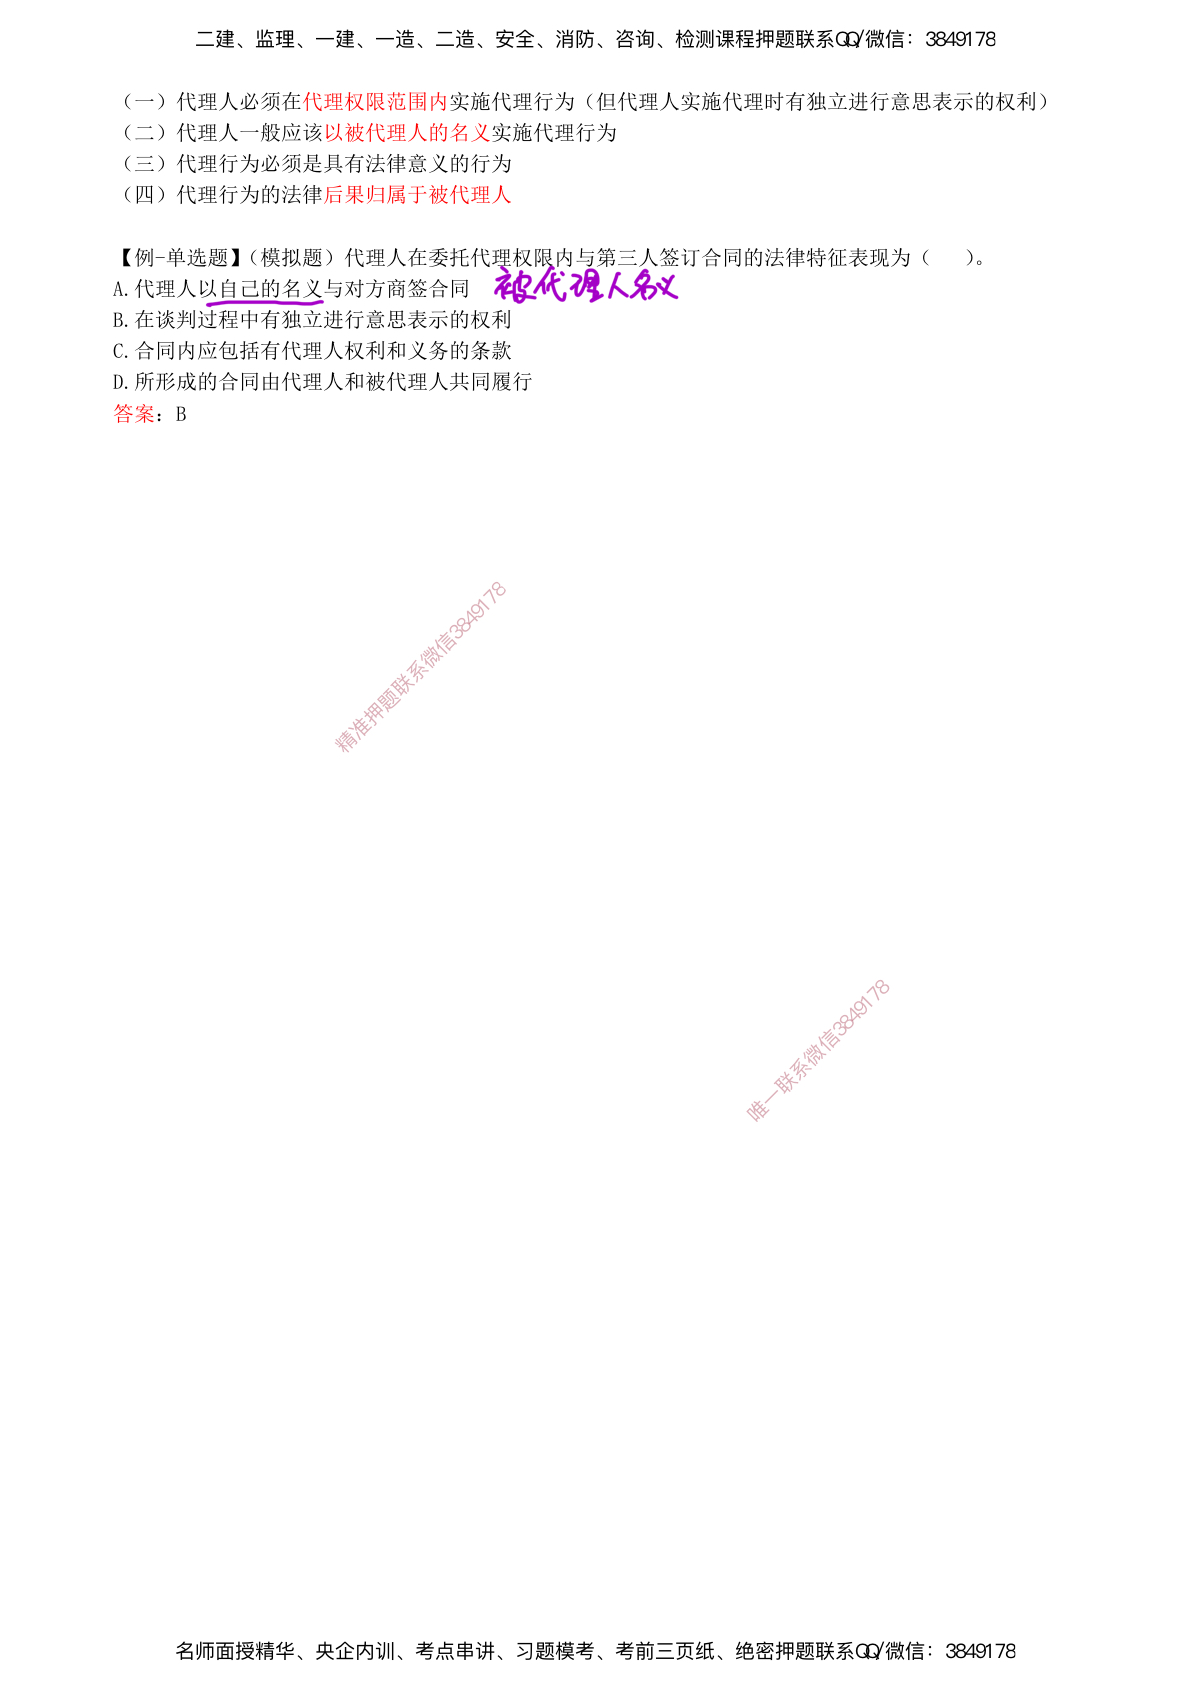 二建、监理、一建、一造、二造、安全、消防、咨询、检测课程押题联系QQ/微信：3849178
（一）代理人必须在代理权限范围内实施代理行为（但代理人实施代理时有独立进行意思表示的权利）
（二）代理人一般应该以被代理人的名义实施代理行为
（三）代理行为必须是具有法律意义的行为
（四）代理行为的法律后果归属于被代理人
【例-单选题】（模拟题）代理人在委托代理权限内与第三人签订合同的法律特征表现为（　　）。
A.代理人以自己的名义与对方商签合同 被代理人名义
B.在谈判过程中有独立进行意思表示的权利
C.合同内应包括有代理人权利和义务的条款
D.所形成的合同由代理人和被代理人共同履行
答案：B
精准押题联系微信3849178
唯一联系微信3849178
名师面授精华、央企内训、考点串讲、习题模考、考前三页纸、绝密押题联系QQ/微信：3849178